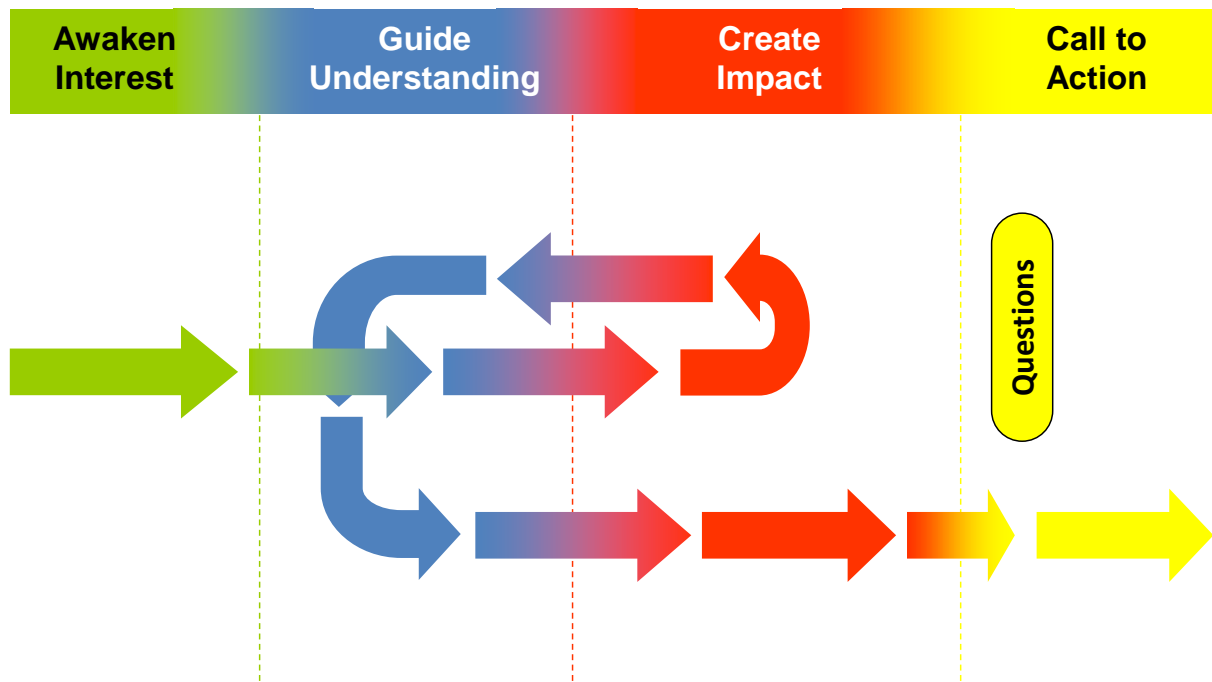 Awaken
Interest
Guide
Understanding
Create
Impact
Call to
Action
Questions